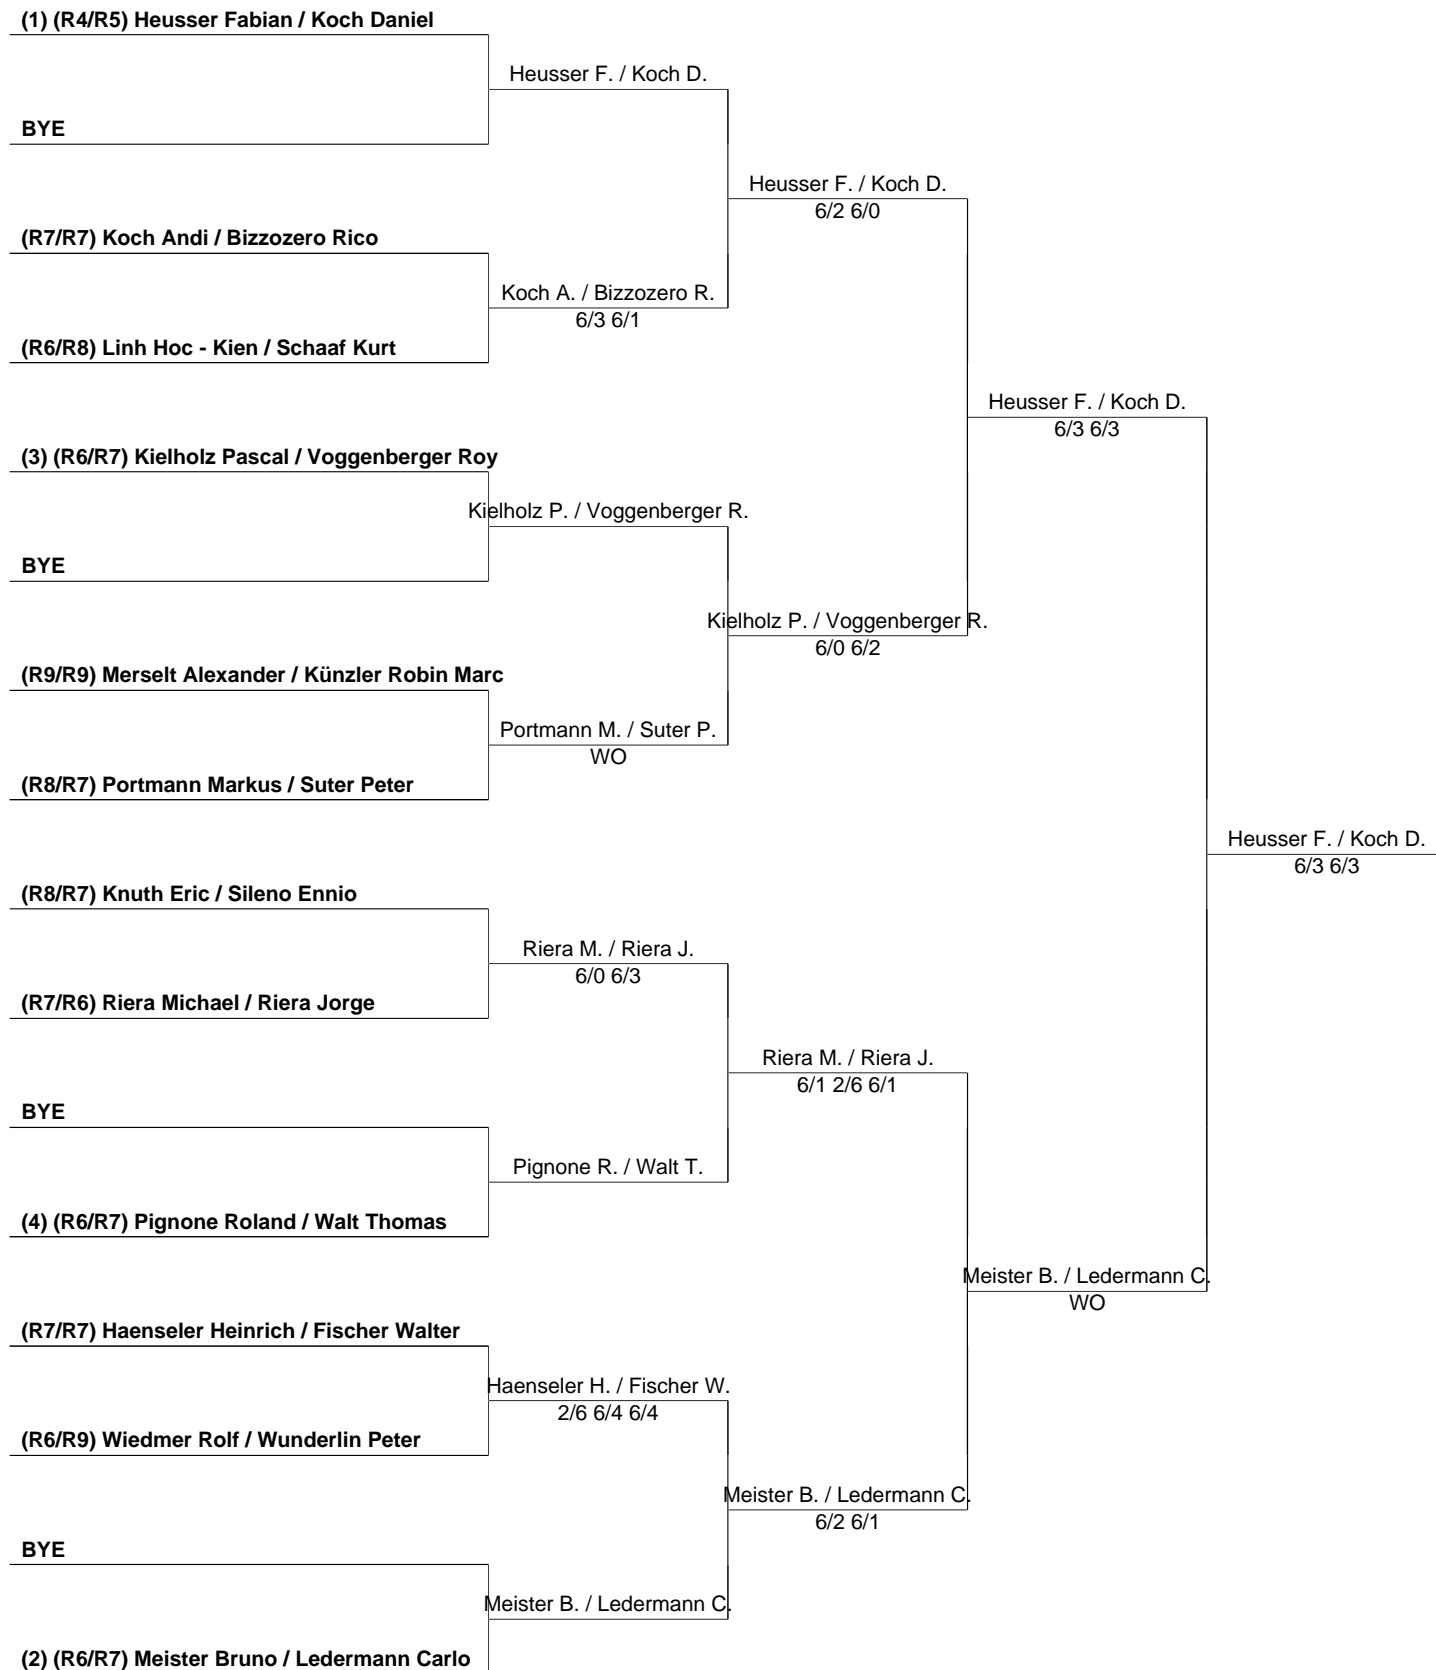 (1) (R4/R5) Heusser Fabian / Koch Daniel
Heusser F. / Koch D.
BYE
Heusser F. / Koch D.
6/2 6/0
(R7/R7) Koch Andi / Bizzozero Rico
Koch A. / Bizzozero R.
6/3 6/1
(R6/R8) Linh Hoc - Kien / Schaaf Kurt
Heusser F. / Koch D.
6/3 6/3
(3) (R6/R7) Kielholz Pascal / Voggenberger Roy
Kielholz P. / Voggenberger R.
BYE
Kielholz P. / Voggenberger R.
6/0 6/2
(R9/R9) Merselt Alexander / Künzler Robin Marc
Portmann M. / Suter P.
WO
(R8/R7) Portmann Markus / Suter Peter
Heusser F. / Koch D.
6/3 6/3
(R8/R7) Knuth Eric / Sileno Ennio
Riera M. / Riera J.
6/0 6/3
(R7/R6) Riera Michael / Riera Jorge
Riera M. / Riera J.
6/1 2/6 6/1
BYE
Pignone R. / Walt T.
(4) (R6/R7) Pignone Roland / Walt Thomas
Meister B. / Ledermann C.
WO
(R7/R7) Haenseler Heinrich / Fischer Walter
Haenseler H. / Fischer W.
2/6 6/4 6/4
(R6/R9) Wiedmer Rolf / Wunderlin Peter
Meister B. / Ledermann C.
6/2 6/1
BYE
Meister B. / Ledermann C.
(2) (R6/R7) Meister Bruno / Ledermann Carlo